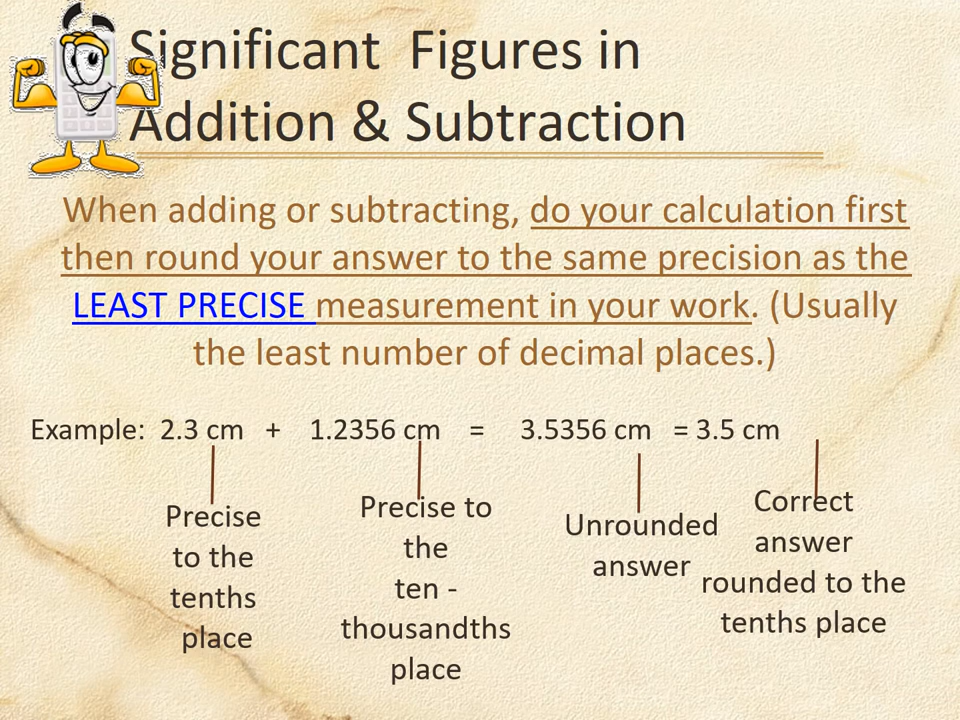 Significant  Figures in
Addition & Subtraction
When adding or subtracting, do your calculation first
then round your answer to the same precision as the
LEAST PRECISE measurement in your work. (Usually
the least number of decimal places.)
Example:  2.3 cm   +    1.2356 cm    =     3.5356 cm   = 3.5 cm
Precise
to the
tenths
place
Precise to
the
ten -
thousandths
place
Unrounded
answer
Correct
answer
rounded to the
tenths place